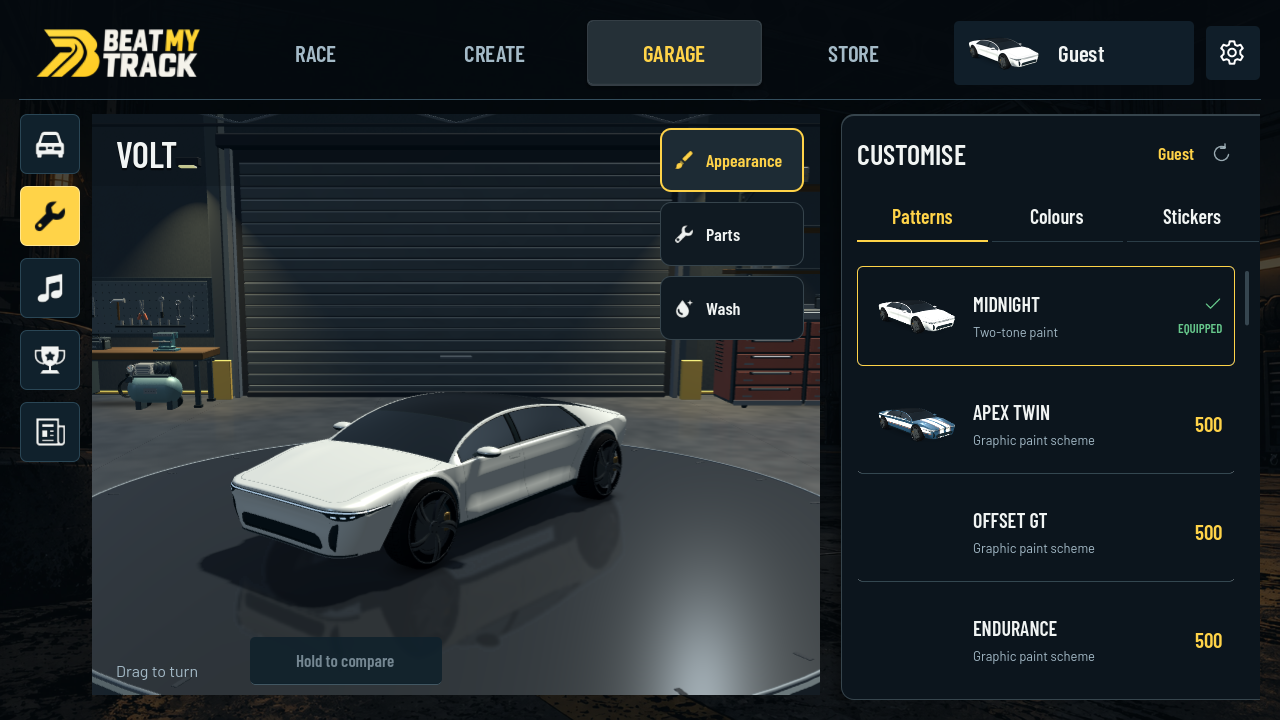 BEATMY
TRACK
RACE
CREATE
GARAGE
STORE
Guest
VOLT
Appearance
Parts
Wash
Drag to turn
Hold to compare
CUSTOMISE
Guest
Patterns
Colours
Stickers
MIDNIGHT
Two-tone paint
EQUIPPED
APEX TWIN
Graphic paint scheme
500
OFFSET GT
Graphic paint scheme
500
ENDURANCE
Graphic paint scheme
500